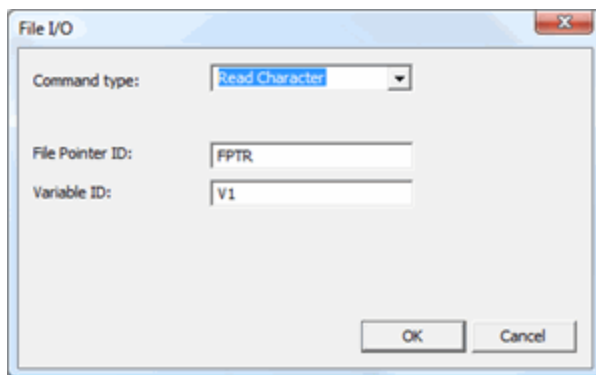 File I/O
Command type: Read Character
File Pointer ID: FPTR
Variable ID: V1
OK Cancel